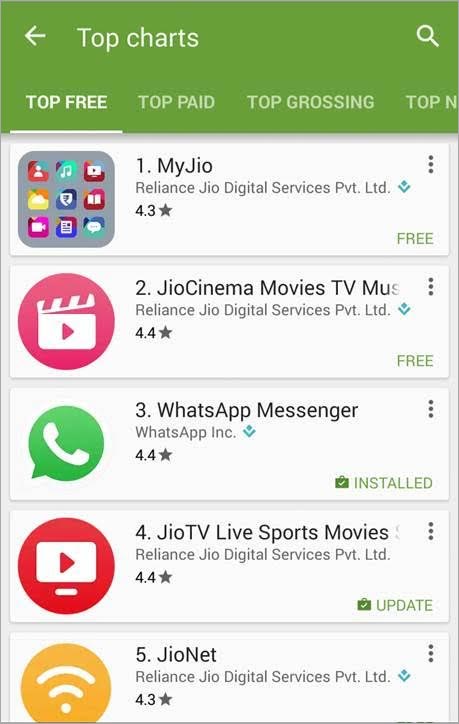 Top charts
TOP FREE TOP PAID TOP GROSSING TOP N
1. MyJio
Reliance Jio Digital Services Pvt. Ltd.
4.3★
FREE
2. JioCinema Movies TV Mus
Reliance Jio Digital Services Pvt. Ltd.
4.4★
FREE
3. WhatsApp Messenger
WhatsApp Inc.
4.4★
INSTALLED
4. JioTV Live Sports Movies
Reliance Jio Digital Services Pvt. Ltd.
4.4★
UPDATE
5. JioNet
Reliance Jio Digital Services Pvt. Ltd.
4.3★